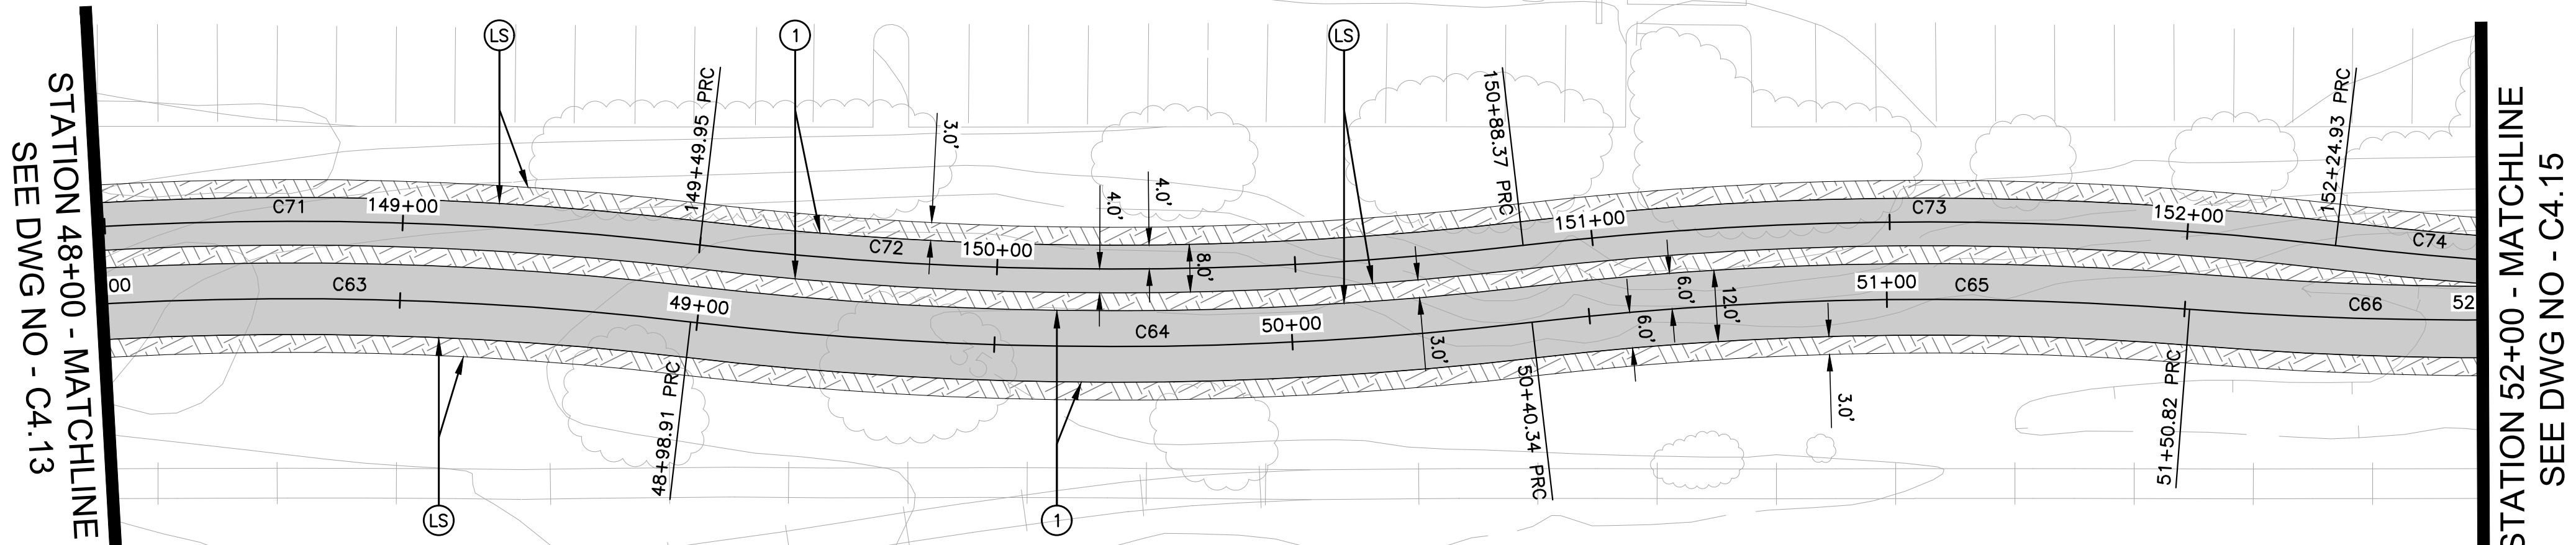 STATION 48+00 - MATCHLINE
SEE DWG NO - C4.13
LS
1
LS
149+49.95 PRC
150+88.37 PRC
152+24.93 PRC
3.0'
4.0'
4.0'
8.0'
C71
149+00
C72
150+00
151+00
C73
152+00
C74
00
C63
49+00
C64
50+00
6.0'
12.0'
6.0'
3.0'
51+00
C65
C66
52
48+98.91 PRC
50+40.34 PRC
51+50.82 PRC
3.0'
LS
1
STATION 52+00 - MATCHLINE
SEE DWG NO - C4.15